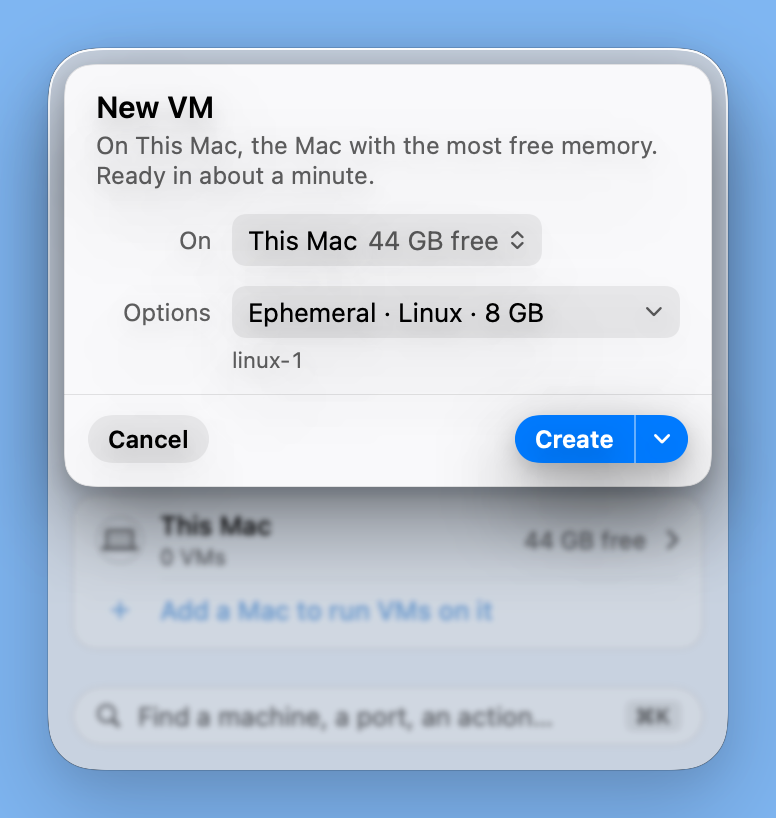 New VM
On This Mac, the Mac with the most free memory.
Ready in about a minute.
On This Mac 44 GB free
Options Ephemeral · Linux · 8 GB
linux-1
Cancel Create
This Mac 44 GB free
0 VMs
+ Add a Mac to run VMs on it
Find a machine, a port, an action... ⌘K